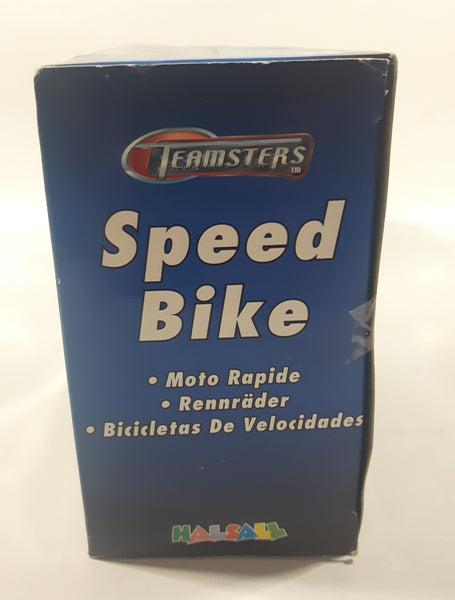 TEAMSTERS TM
Speed
Bike
• Moto Rapide
• Rennräder
• Bicicletas De Velocidades
HALSALL